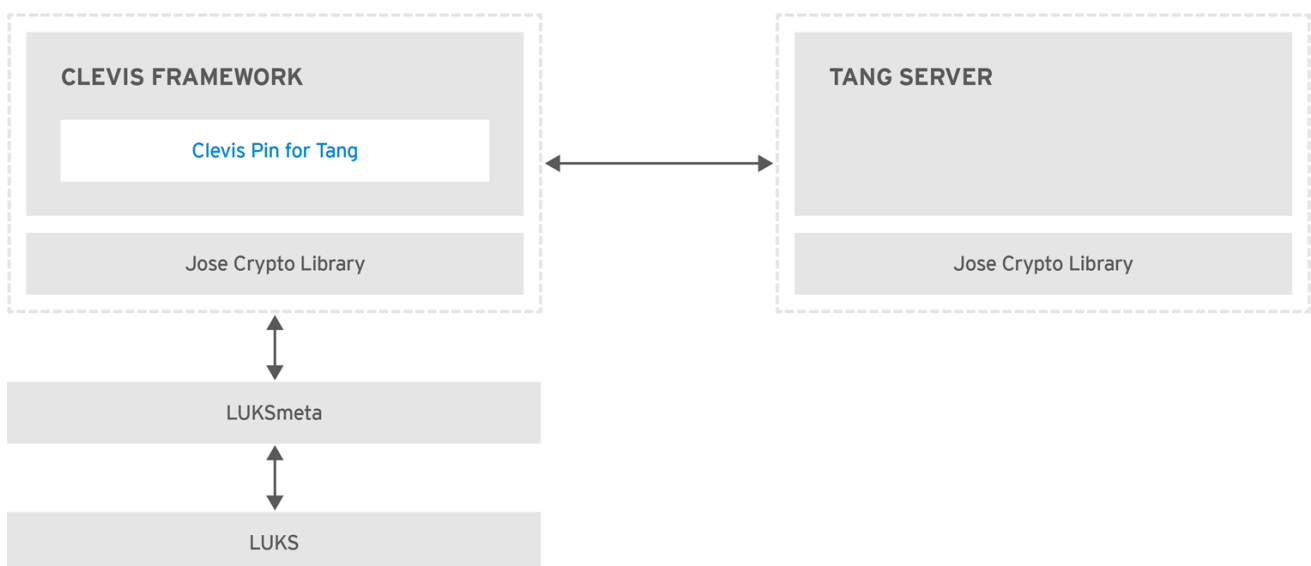 CLEVIS FRAMEWORK
Clevis Pin for Tang
Jose Crypto Library
TANG SERVER
Jose Crypto Library
LUKSmeta
LUKS